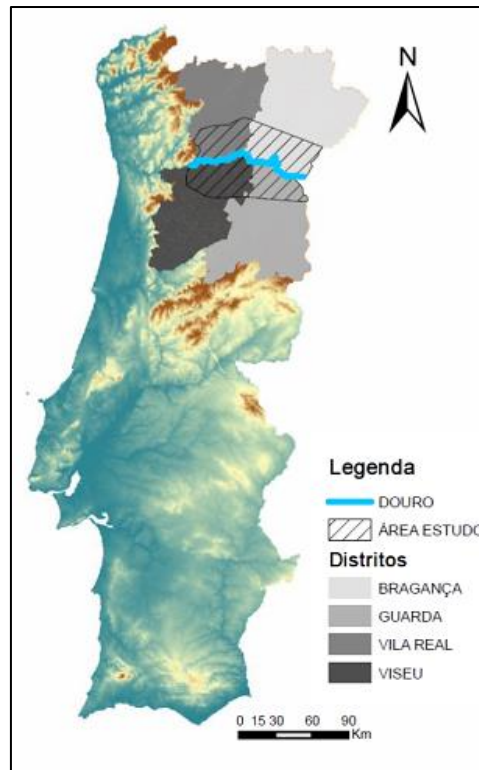 N
Legenda
DOURO
ÁREA ESTUDO
Distritos
BRAGANÇA
GUARDA
VILA REAL
VISEU
0 15 30 60 90
Km